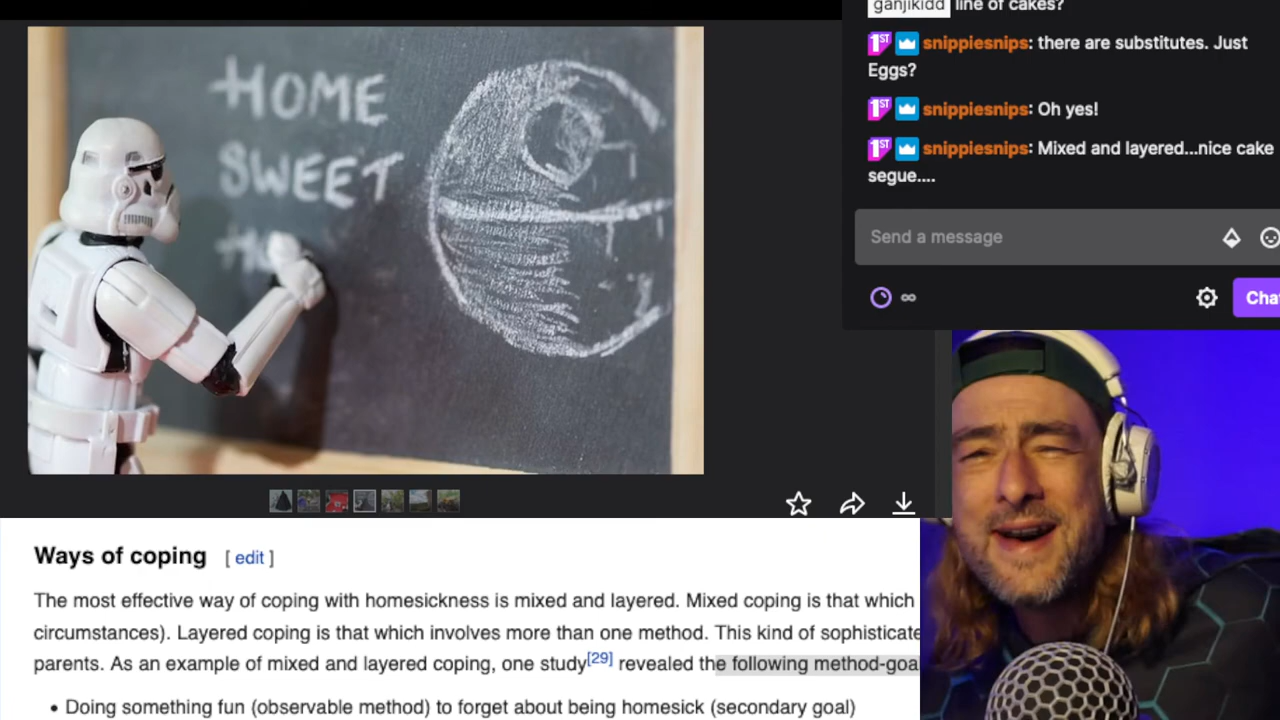 HOME
SWEET
ganjikidd line of cakes?
1ST snippiesnips: there are substitutes. Just
Eggs?
1ST snippiesnips: Oh yes!
1ST snippiesnips: Mixed and layered...nice cake
segue....
Send a message
∞
Cha
Ways of coping [ edit ]
The most effective way of coping with homesickness is mixed and layered. Mixed coping is that which
circumstances). Layered coping is that which involves more than one method. This kind of sophisticate
parents. As an example of mixed and layered coping, one study[29] revealed the following method-goa
• Doing something fun (observable method) to forget about being homesick (secondary goal)